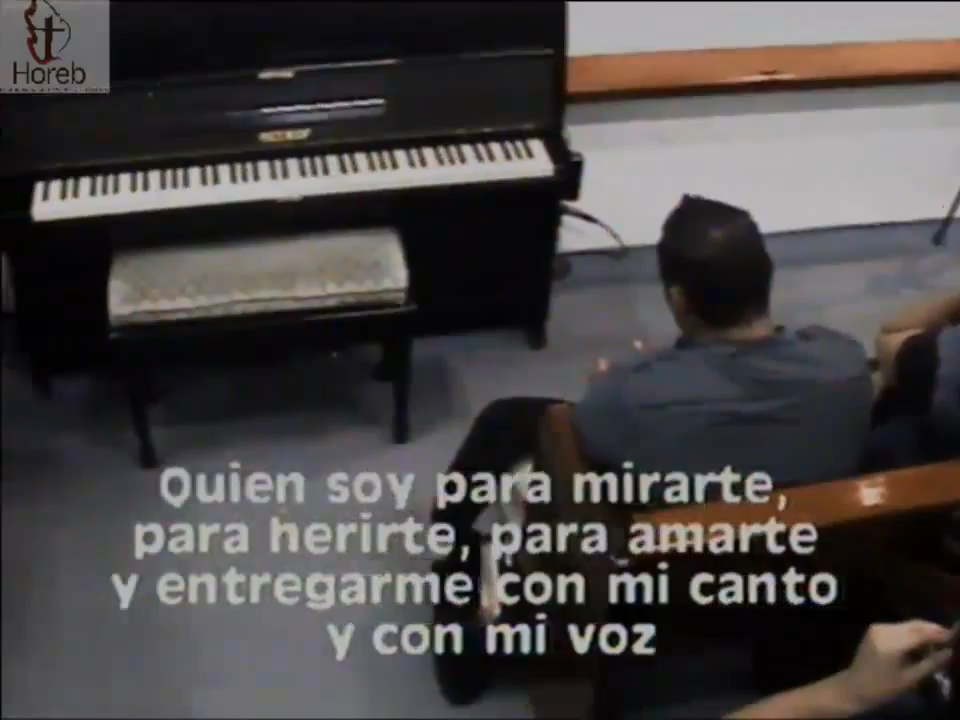 Horeb
Quien soy para mirarte,
para herirte, para amarte
y entregarme con mi canto
y con mi voz